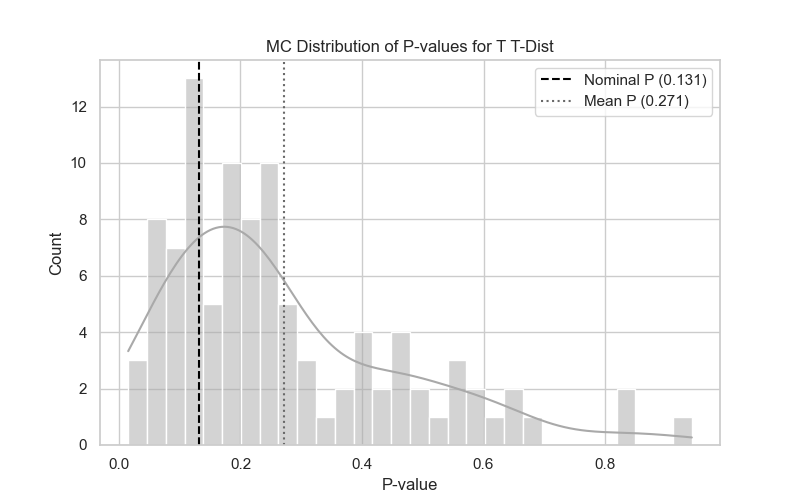 MC Distribution of P-values for T T-Dist
Nominal P (0.131)
Mean P (0.271)
12
10
8
6
4
2
0
Count
0.0 0.2 0.4 0.6 0.8
P-value